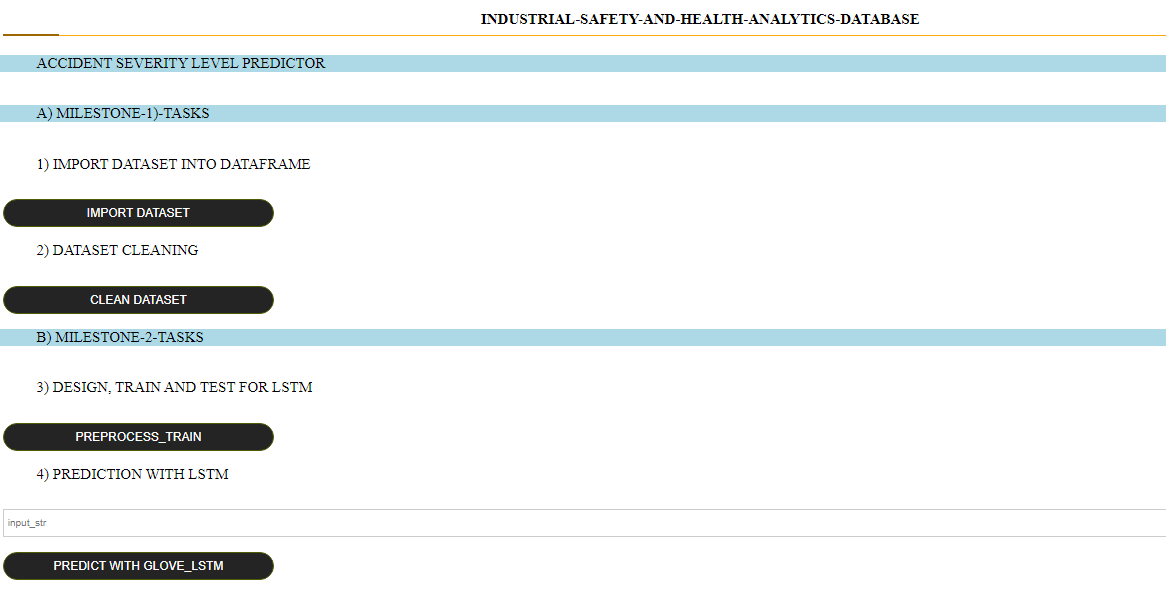 INDUSTRIAL-SAFETY-AND-HEALTH-ANALYTICS-DATABASE
ACCIDENT SEVERITY LEVEL PREDICTOR
A) MILESTONE-1)-TASKS
1) IMPORT DATASET INTO DATAFRAME
IMPORT DATASET
2) DATASET CLEANING
CLEAN DATASET
B) MILESTONE-2-TASKS
3) DESIGN, TRAIN AND TEST FOR LSTM
PREPROCESS_TRAIN
4) PREDICTION WITH LSTM
input_str
PREDICT WITH GLOVE_LSTM